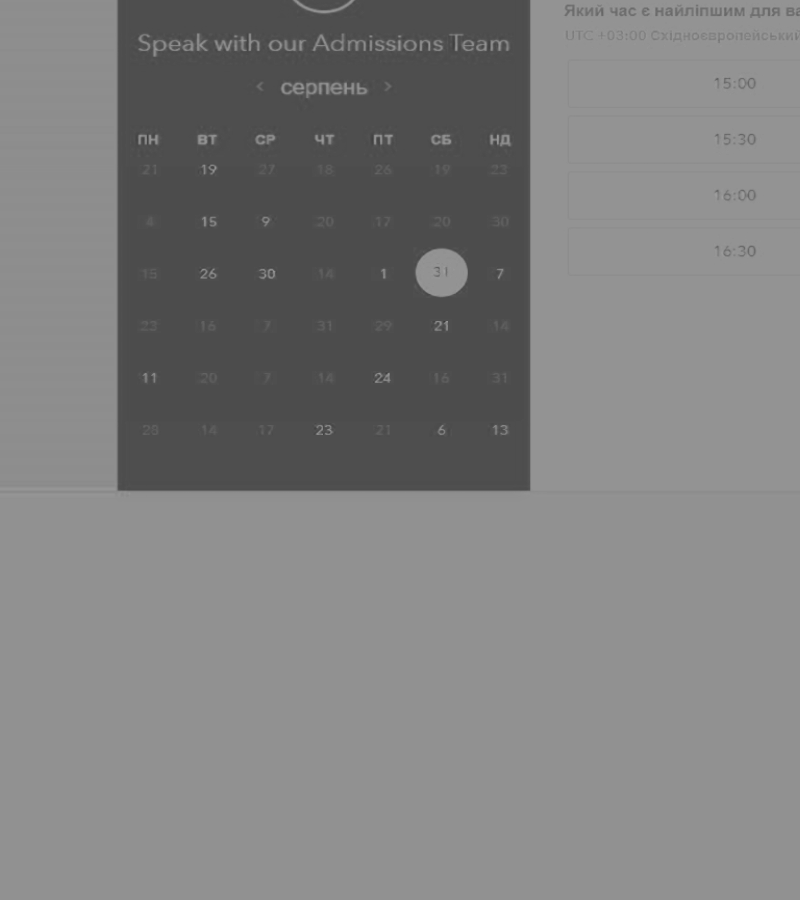 Speak with our Admissions Team
< серпень >
ПН ВТ СР ЧТ ПТ СБ НД
21 19 27 18 26 19 22
4 15 9 20 17 20 30
15 26 30 14 1 31 7
23 16 7 31 29 21 14
11 20 7 14 24 16 31
28 14 17 23 21 6 13
Який час є найліпшим для ва
UTC +03:00 Східноєвропейський
15:00
15:30
16:00
16:30